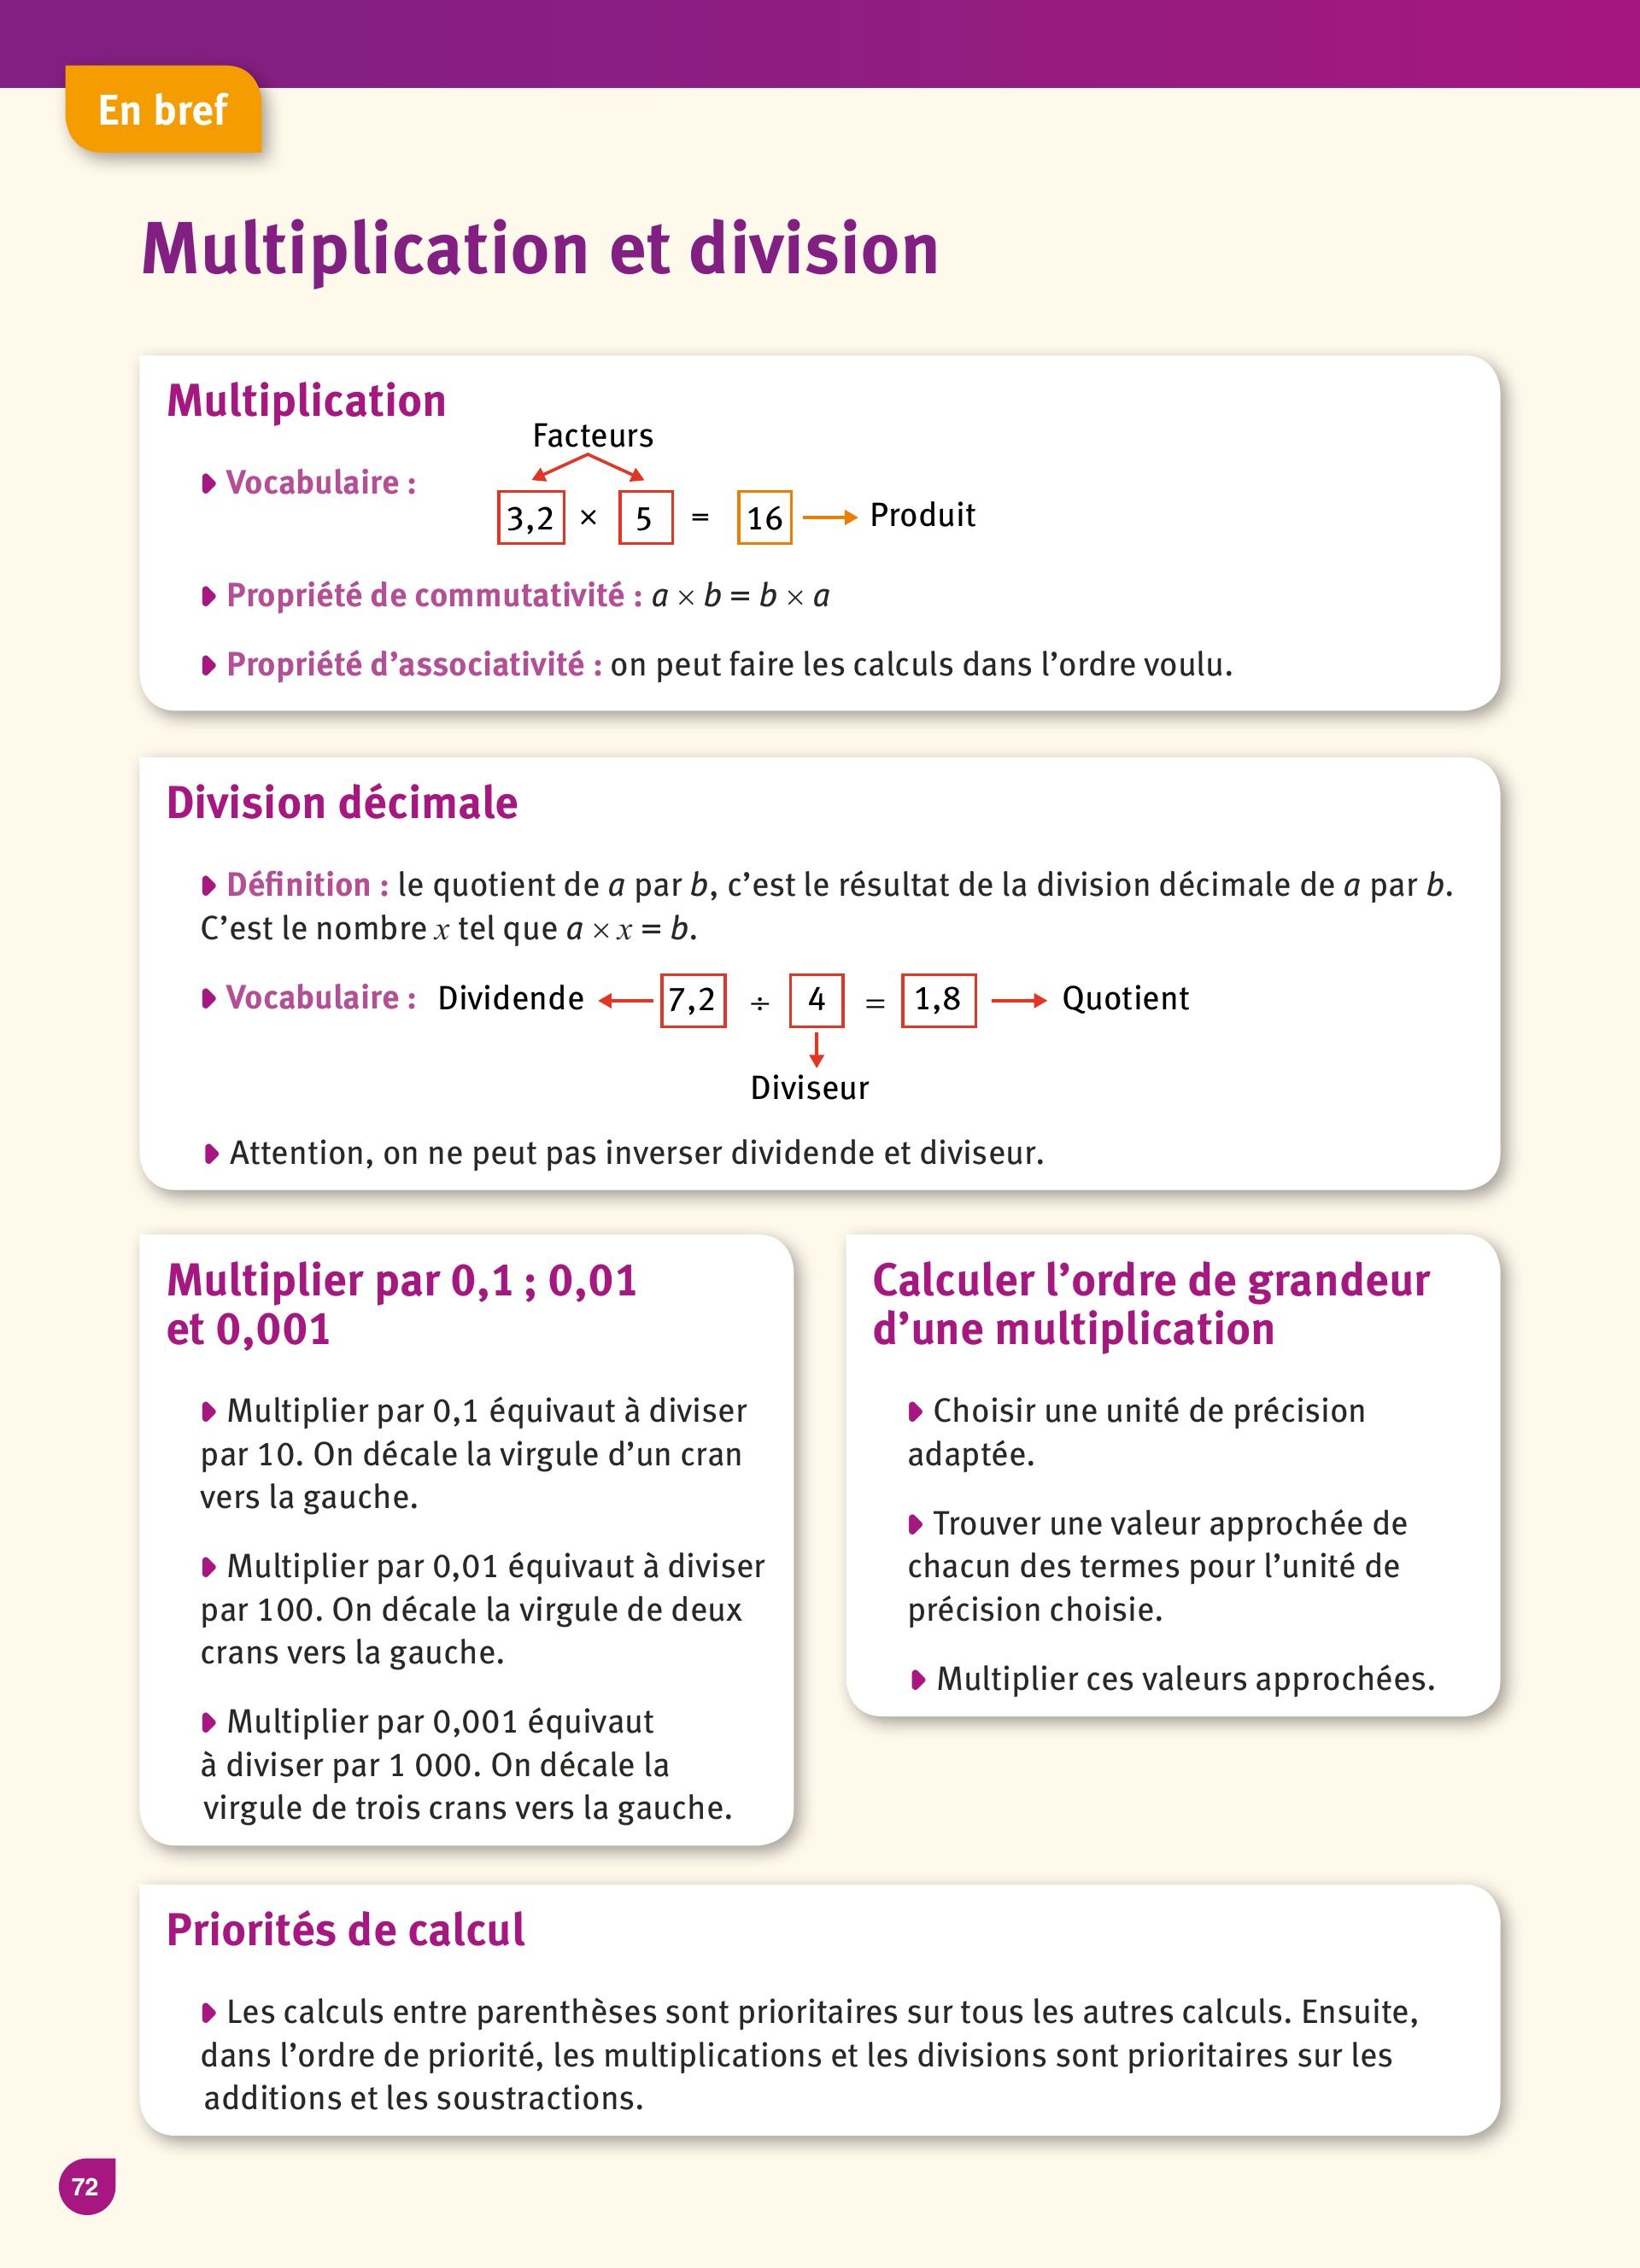 En bref
Multiplication et division
Multiplication
Facteurs
Vocabulaire :
3,2 × 5 = 16 Produit
Propriété de commutativité : a × b = b × a
Propriété d’associativité : on peut faire les calculs dans l’ordre voulu.
Division décimale
Définition : le quotient de a par b, c’est le résultat de la division décimale de a par b.
C’est le nombre x tel que a × x = b.
Vocabulaire : Dividende 7,2 ÷ 4 = 1,8 Quotient
Diviseur
Attention, on ne peut pas inverser dividende et diviseur.
Multiplier par 0,1 ; 0,01
et 0,001
Multiplier par 0,1 équivaut à diviser
par 10. On décale la virgule d’un cran
vers la gauche.
Multiplier par 0,01 équivaut à diviser
par 100. On décale la virgule de deux
crans vers la gauche.
Multiplier par 0,001 équivaut
à diviser par 1 000. On décale la
virgule de trois crans vers la gauche.
Calculer l’ordre de grandeur
d’une multiplication
Choisir une unité de précision
adaptée.
Trouver une valeur approchée de
chacun des termes pour l’unité de
précision choisie.
Multiplier ces valeurs approchées.
Priorités de calcul
Les calculs entre parenthèses sont prioritaires sur tous les autres calculs. Ensuite,
dans l’ordre de priorité, les multiplications et les divisions sont prioritaires sur les
additions et les soustractions.
72